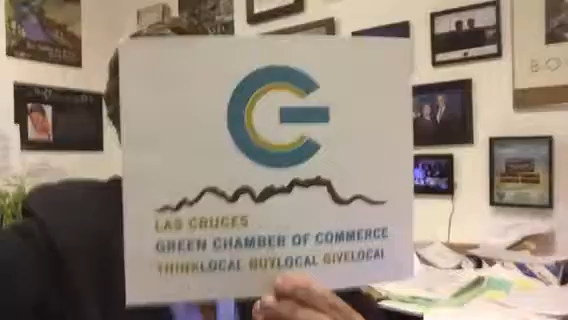 LAS CRUCES
GREEN CHAMBER OF COMMERCE
THINKLOCAL BUYLOCAL GIVELOCAL